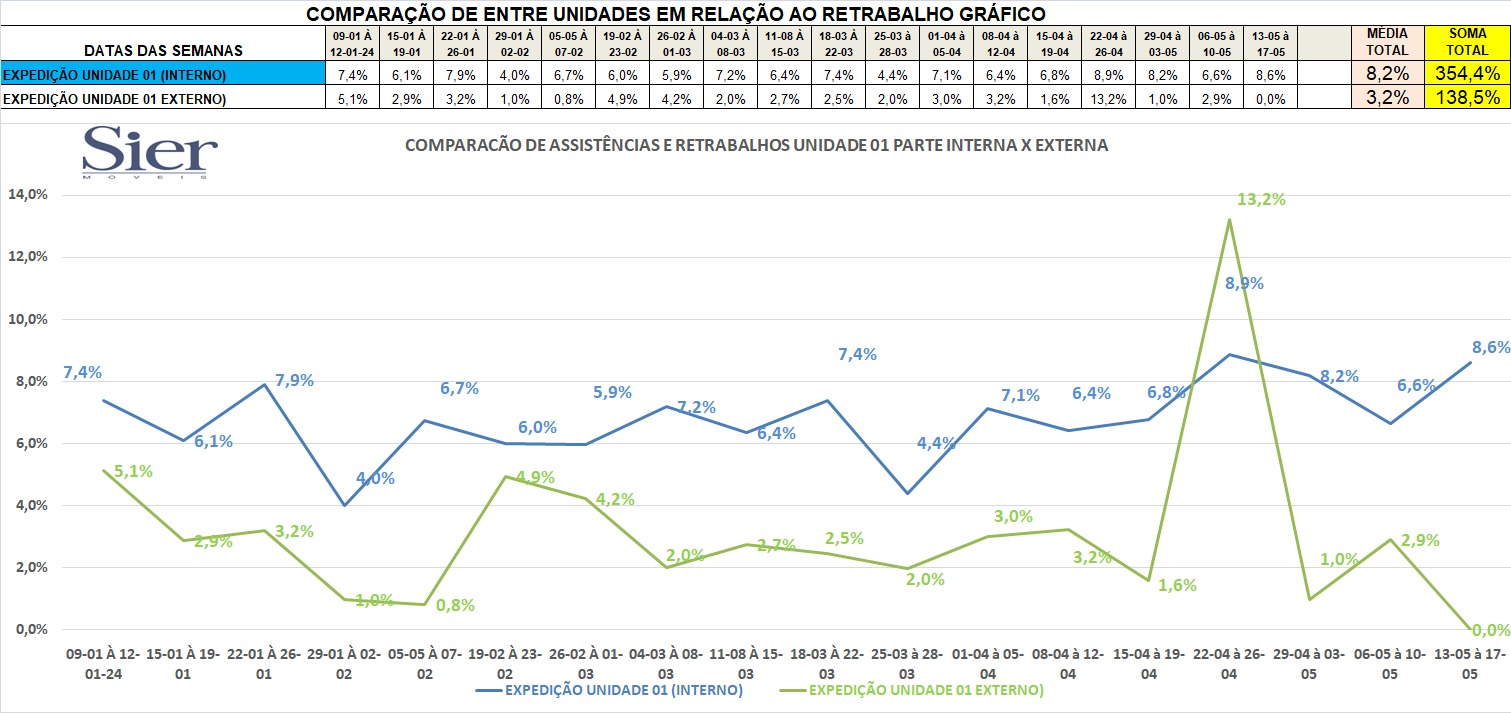 COMPARAÇÃO DE ENTRE UNIDADES EM RELAÇÃO AO RETRABALHO GRÁFICO
DATAS DAS SEMANAS 09-01 À 12-01-24 15-01 À 19-01 22-01 À 26-01 29-01 À 02-02 05-05 À 07-02 19-02 À 23-02 26-02 À 01-03 04-03 À 08-03 11-08 à 15-03 18-03 À 22-03 25-03 à 28-03 01-04 à 05-04 08-04 à 12-04 15-04 à 19-04 22-04 à 26-04 29-04 à 03-05 06-05 à 10-05 13-05 à 17-05 MÉDIA TOTAL SOMA TOTAL
EXPEDIÇÃO UNIDADE 01 (INTERNO) 7,4% 6,1% 7,9% 4,0% 6,7% 6,0% 5,9% 7,2% 6,4% 7,4% 4,4% 7,1% 6,4% 6,8% 8,9% 8,2% 6,6% 8,6% 8,2% 354,4%
EXPEDIÇÃO UNIDADE 01 EXTERNO) 5,1% 2,9% 3,2% 1,0% 0,8% 4,9% 4,2% 2,0% 2,7% 2,5% 2,0% 3,0% 3,2% 1,6% 13,2% 1,0% 2,9% 0,0% 3,2% 138,5%
Sier
MÓVEIS
COMPARACÃO DE ASSISTÊNCIAS E RETRABALHOS UNIDADE 01 PARTE INTERNA X EXTERNA
14,0%
12,0%
10,0%
8,0%
6,0%
4,0%
2,0%
0,0%
7,4% 6,1% 7,9% 4,0% 6,7% 6,0% 5,9% 7,2% 6,4% 7,4% 4,4% 7,1% 6,4% 6,8% 8,9% 8,2% 6,6% 8,6%
5,1% 2,9% 3,2% 1,0% 0,8% 4,9% 4,2% 2,0% 2,7% 2,5% 2,0% 3,0% 3,2% 1,6% 13,2% 1,0% 2,9% 0,0%
09-01 À 12- 15-01 À 19- 22-01 À 26- 29-01 À 02- 05-05 À 07- 19-02 À 23- 26-02 À 01- 04-03 À 08- 11-08 à 15- 18-03 À 22- 25-03 à 28- 01-04 à 05- 08-04 à 12- 15-04 à 19- 22-04 à 26- 29-04 à 03- 06-05 à 10- 13-05 à 17-
01-24 01 01 02 02 02 03 03 03 03 03 04 04 04 04 05 05 05
EXPEDIÇÃO UNIDADE 01 (INTERNO) EXPEDIÇÃO UNIDADE 01 EXTERNO)